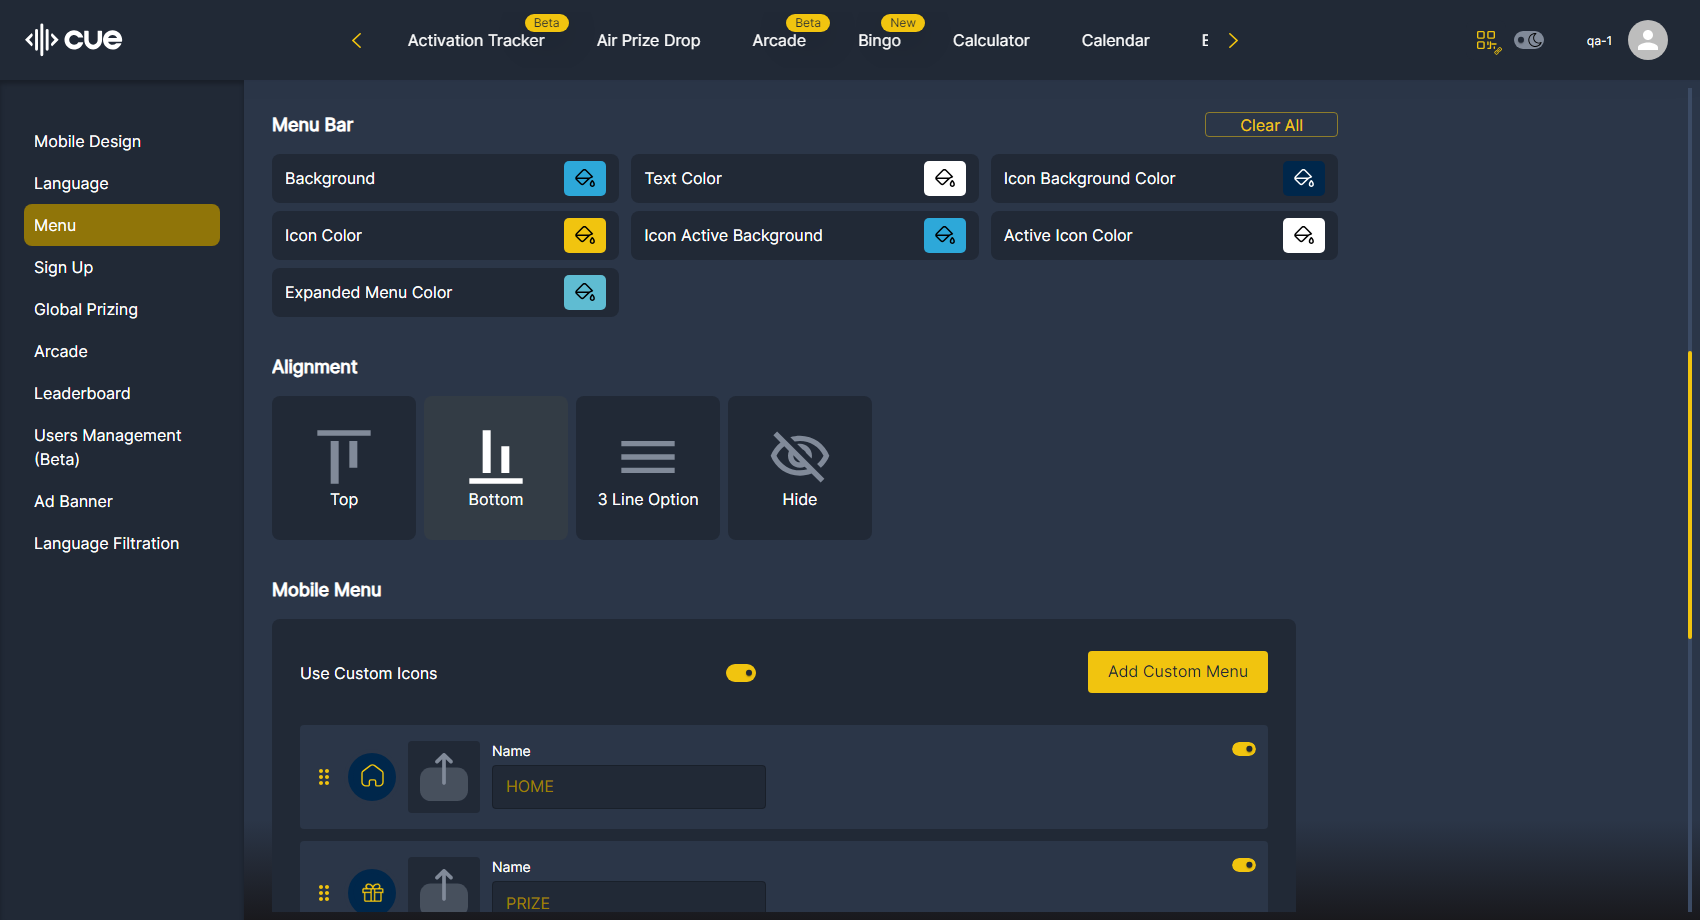 cue
Activation Tracker
Beta
Air Prize Drop
Arcade
Beta
Bingo
New
Calculator
Calendar
qa-1
Mobile Design
Language
Menu
Sign Up
Global Prizing
Arcade
Leaderboard
Users Management
(Beta)
Ad Banner
Language Filtration
Menu Bar
Clear All
Background
Text Color
Icon Background Color
Icon Color
Icon Active Background
Active Icon Color
Expanded Menu Color
Alignment
Top
Bottom
3 Line Option
Hide
Mobile Menu
Use Custom Icons
Add Custom Menu
Name
HOME
Name
PRIZE